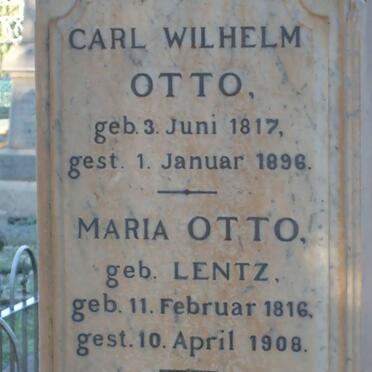 CARL WILHELM
OTTO,
geb. 3. Juni 1817,
gest. 1. Januar 1896.
MARIA OTTO,
geb. LENTZ,
geb. 11. Februar 1816,
gest. 10. April 1908.